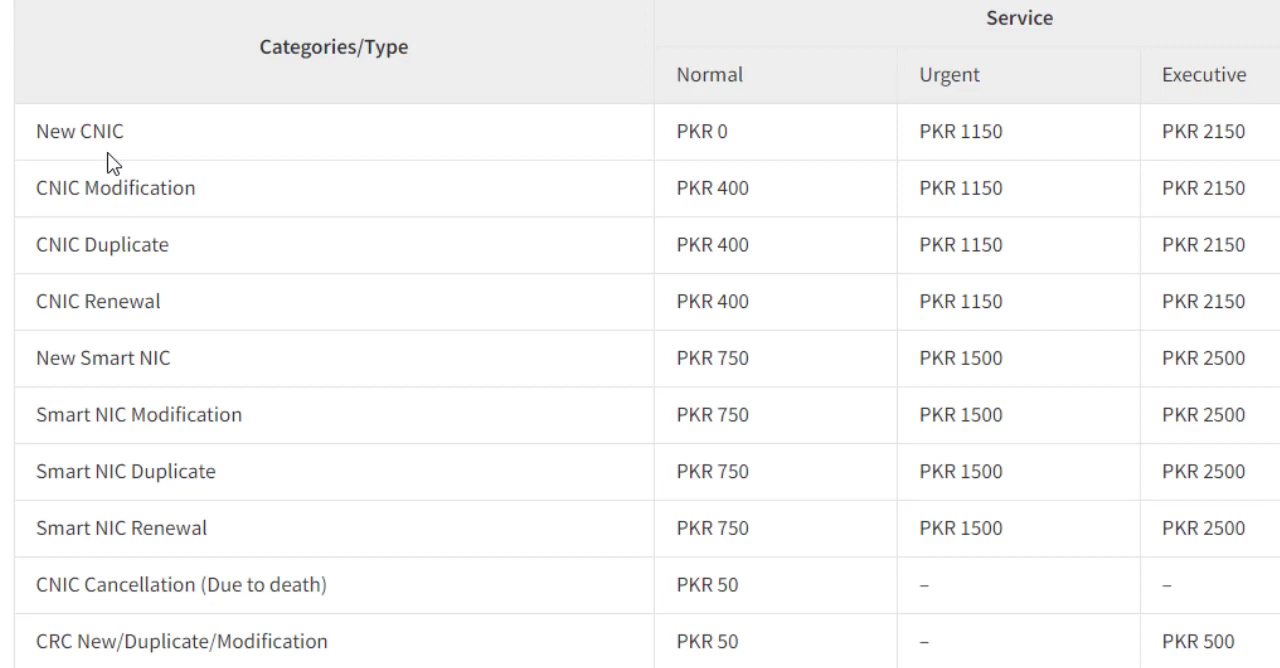 Categories/Type
Service
Normal Urgent Executive
New CNIC PKR 0 PKR 1150 PKR 2150
CNIC Modification PKR 400 PKR 1150 PKR 2150
CNIC Duplicate PKR 400 PKR 1150 PKR 2150
CNIC Renewal PKR 400 PKR 1150 PKR 2150
New Smart NIC PKR 750 PKR 1500 PKR 2500
Smart NIC Modification PKR 750 PKR 1500 PKR 2500
Smart NIC Duplicate PKR 750 PKR 1500 PKR 2500
Smart NIC Renewal PKR 750 PKR 1500 PKR 2500
CNIC Cancellation (Due to death) PKR 50 – –
CRC New/Duplicate/Modification PKR 50 – PKR 500